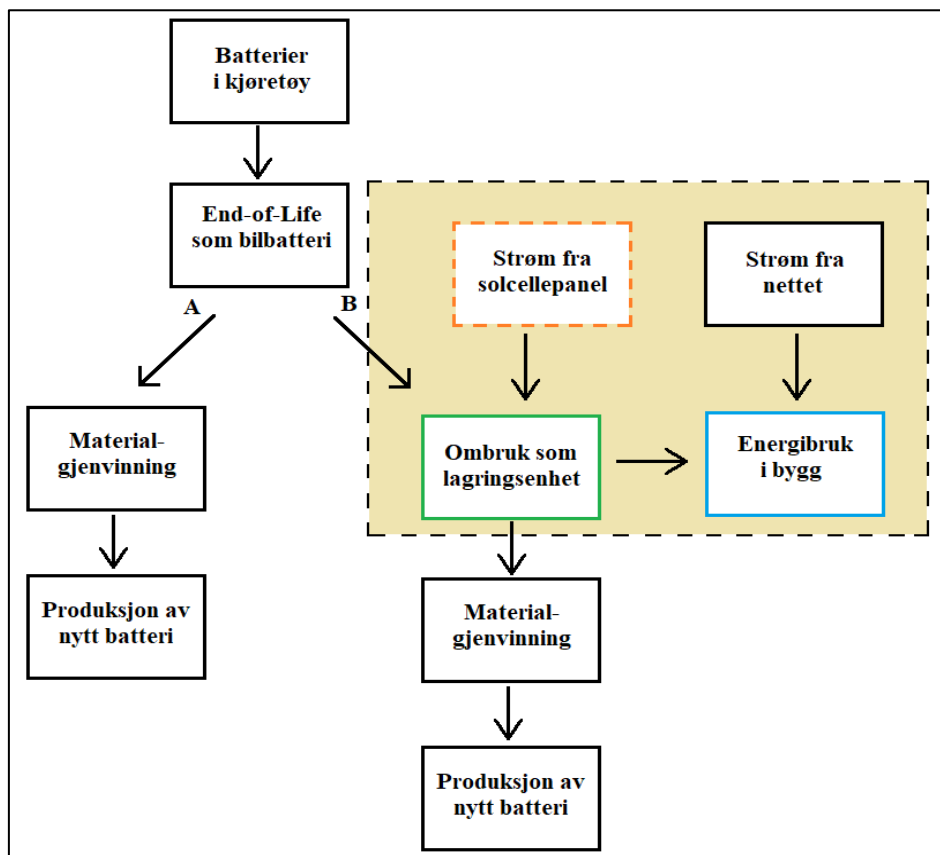 Batterier
i kjøretøy
End-of-Life
som bilbatteri
A
B
Strøm fra
solcellepanel
Strøm fra
nettet
Material-
gjenvinning
Ombruk som
lagringsenhet
Energibruk
i bygg
Produksjon av
nytt batteri
Material-
gjenvinning
Produksjon av
nytt batteri